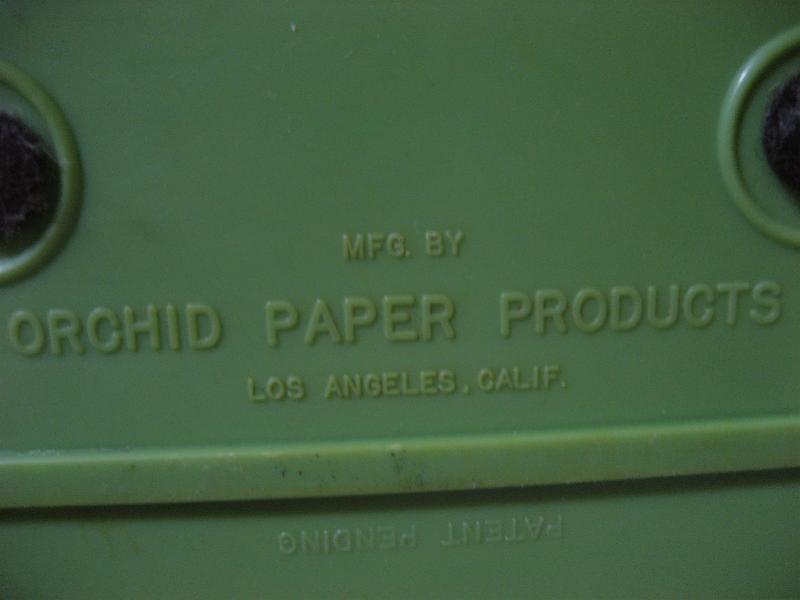 MFG. BY
ORCHID PAPER PRODUCTS
LOS ANGELES, CALIF.
PATENT PENDING